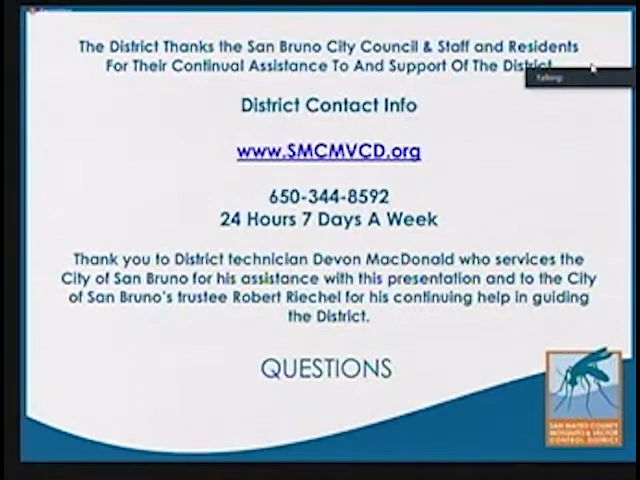 The District Thanks the San Bruno City Council & Staff and Residents
For Their Continual Assistance To And Support Of The District
Talking:
District Contact Info
www.SMCMVCD.org
650-344-8592
24 Hours 7 Days A Week
Thank you to District technician Devon MacDonald who services the
City of San Bruno for his assistance with this presentation and to the City
of San Bruno's trustee Robert Riechel for his continuing help in guiding
the District.
QUESTIONS
SAN MATEO COUNTY
MOSQUITO & VECTOR
CONTROL DISTRICT